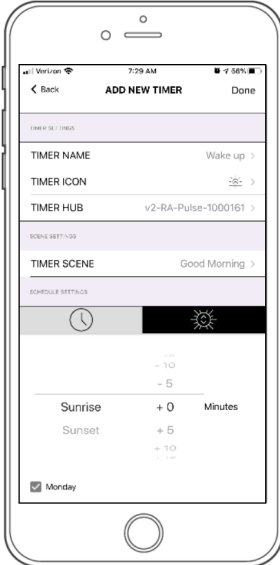 Verizon 7:29 AM 66%
Back ADD NEW TIMER Done
TIMER SETTINGS
TIMER NAME Wake up
TIMER ICON
TIMER HUB v2-RA-Pulse-1000161
SCENE SETTINGS
TIMER SCENE Good Morning
SCHEDULE SETTINGS
- 10
- 5
Sunrise + 0 Minutes
Sunset + 5
+ 10
Monday